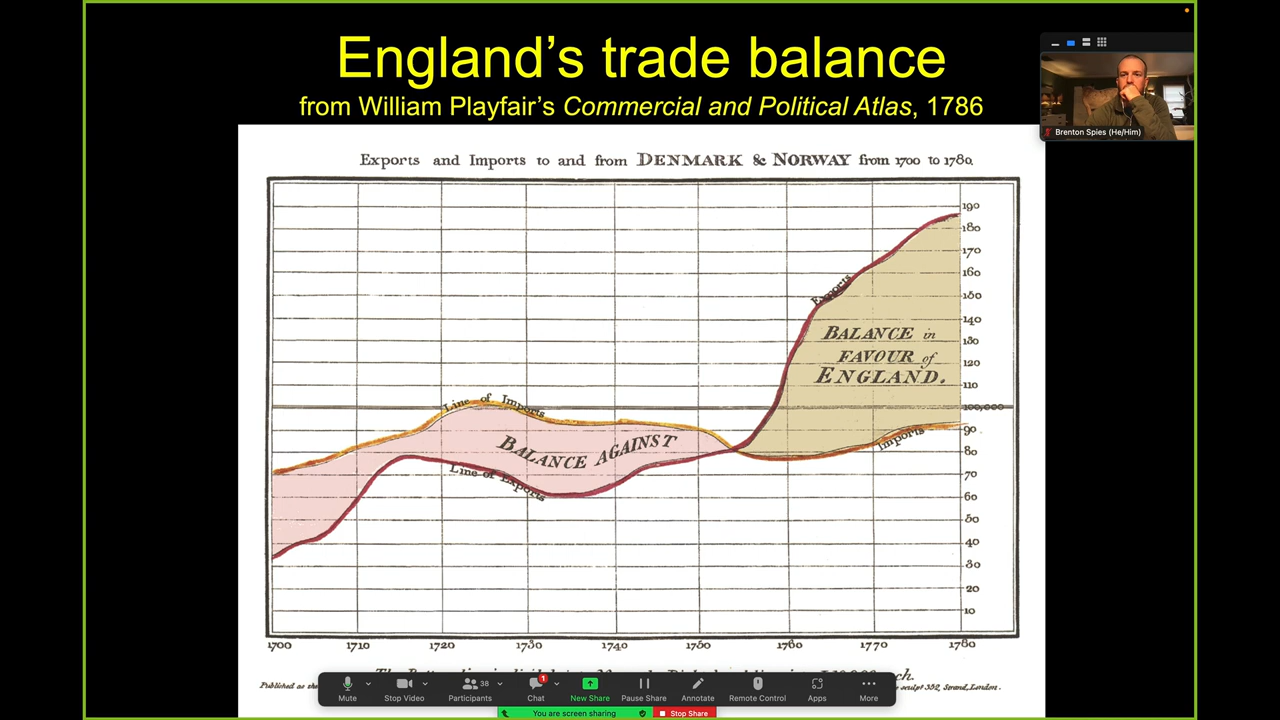 England's trade balance
from William Playfair's Commercial and Political Atlas, 1786
Brenton Spies (He/Him)
Exports and Imports to and from DENMARK & NORWAY from 1700 to 1780.
190
180
170
160
150
140
130
120
110
100,000
90
80
70
60
50
40
30
20
10
Exports
BALANCE in
FAVOUR of
ENGLAND.
Line of Imports
BALANCE AGAINST
Imports
Line of Exports
1700 1710 1720 1730 1740 1750 1760 1770 1780
Published as the
sculpt 352, Strand, London.
38 1
Mute Stop Video Participants Chat New Share Pause Share Annotate Remote Control Apps More
You are screen sharing Stop Share